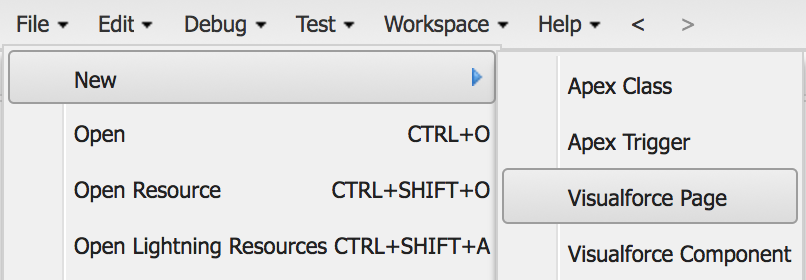 File Edit Debug Test Workspace Help < >
New Apex Class
Open CTRL+O Apex Trigger
Open Resource CTRL+SHIFT+O Visualforce Page
Open Lightning Resources CTRL+SHIFT+A Visualforce Component